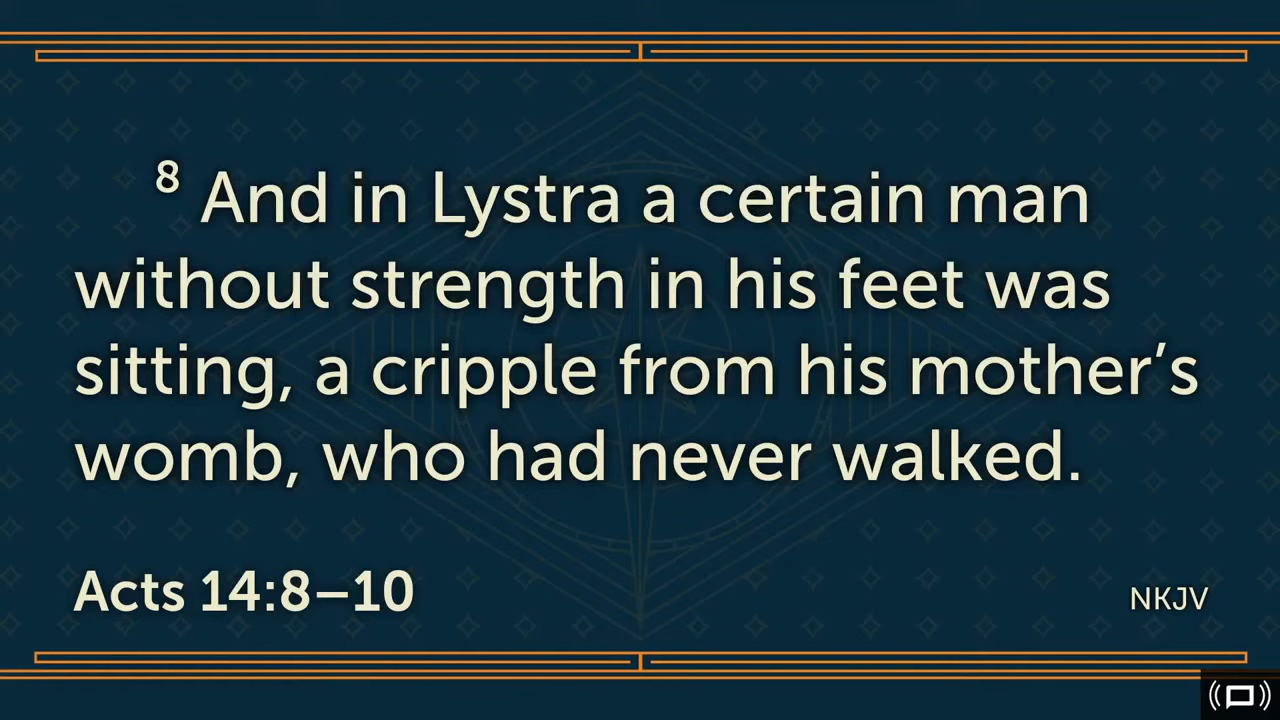 8 And in Lystra a certain man
without strength in his feet was
sitting, a cripple from his mother’s
womb, who had never walked.
Acts 14:8–10
NKJV